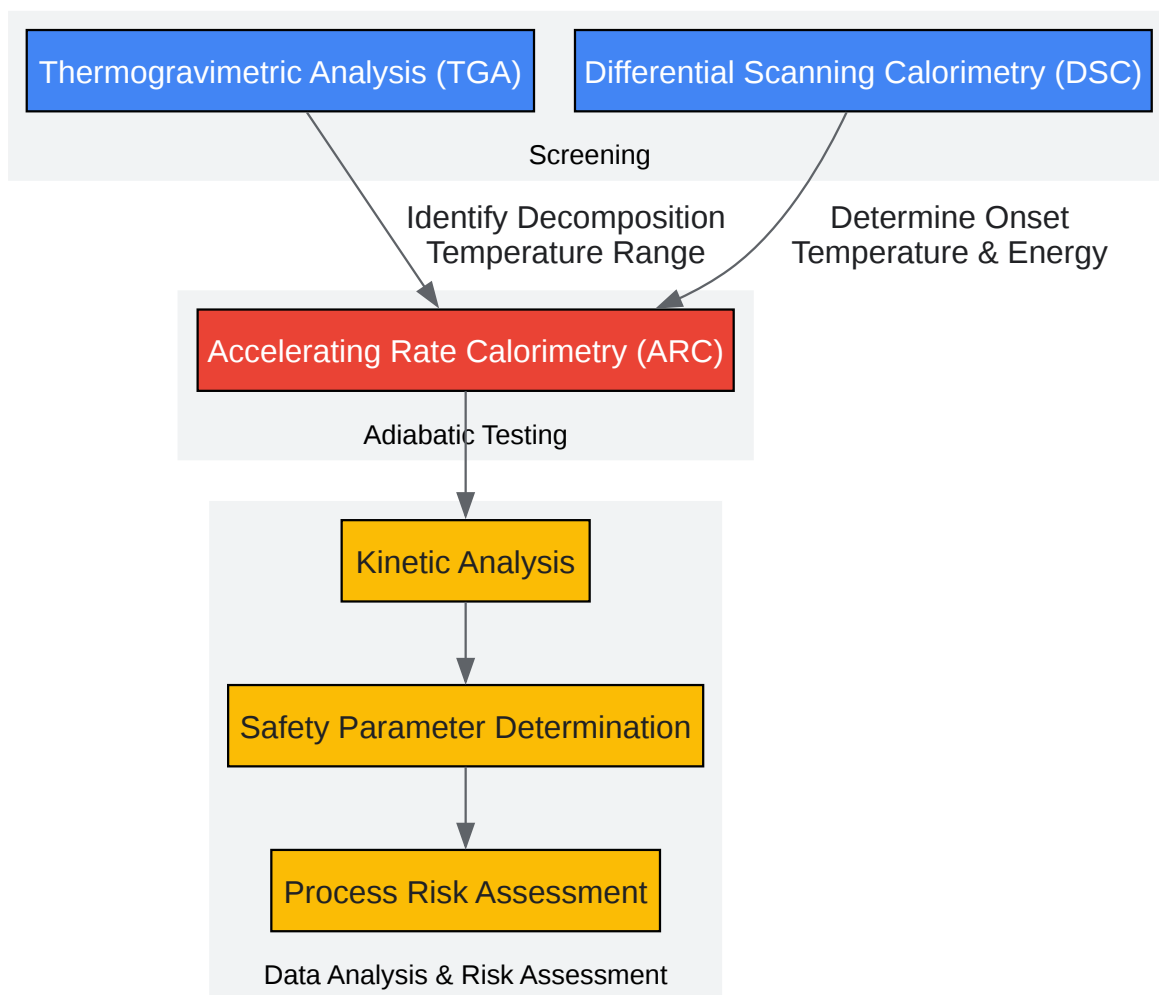 Thermogravimetric Analysis (TGA)
Differential Scanning Calorimetry (DSC)
Screening
Identify Decomposition
Temperature Range
Determine Onset
Temperature & Energy
Accelerating Rate Calorimetry (ARC)
Adiabatic Testing
Kinetic Analysis
Safety Parameter Determination
Process Risk Assessment
Data Analysis & Risk Assessment